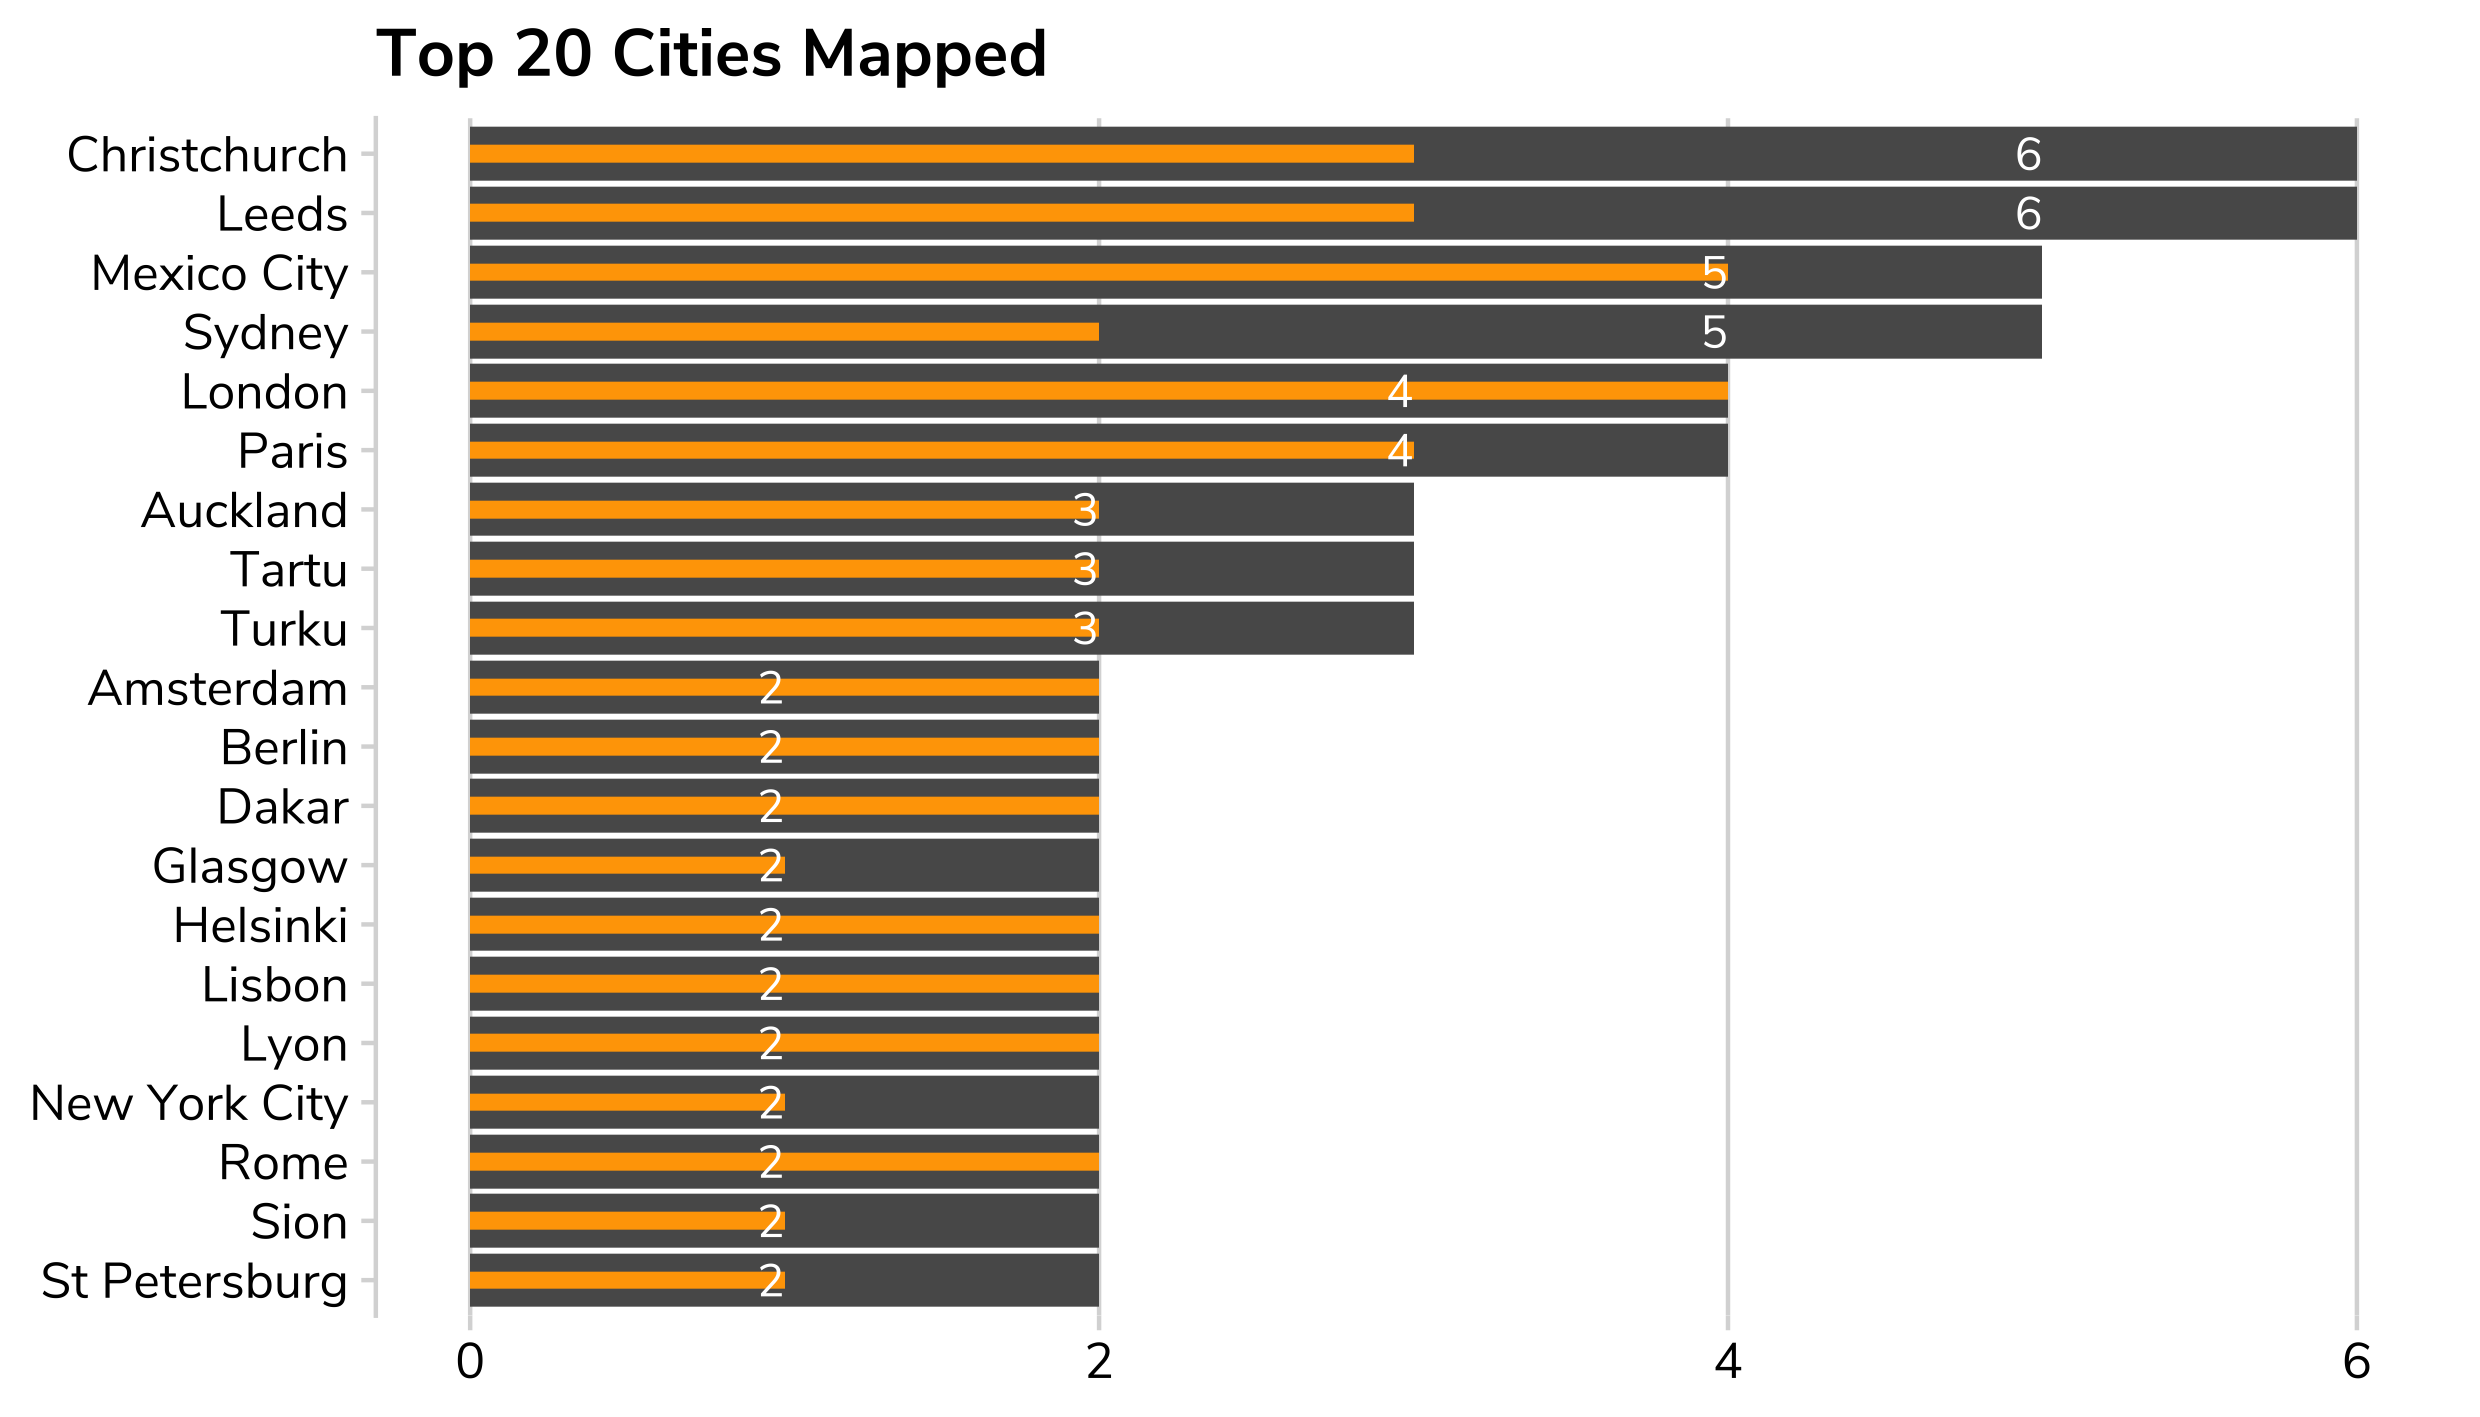 Top 20 Cities Mapped
Christchurch 6
Leeds 6
Mexico City 5
Sydney 5
London 4
Paris 4
Auckland 3
Tartu 3
Turku 3
Amsterdam 2
Berlin 2
Dakar 2
Glasgow 2
Helsinki 2
Lisbon 2
Lyon 2
New York City 2
Rome 2
Sion 2
St Petersburg 2
0 2 4 6